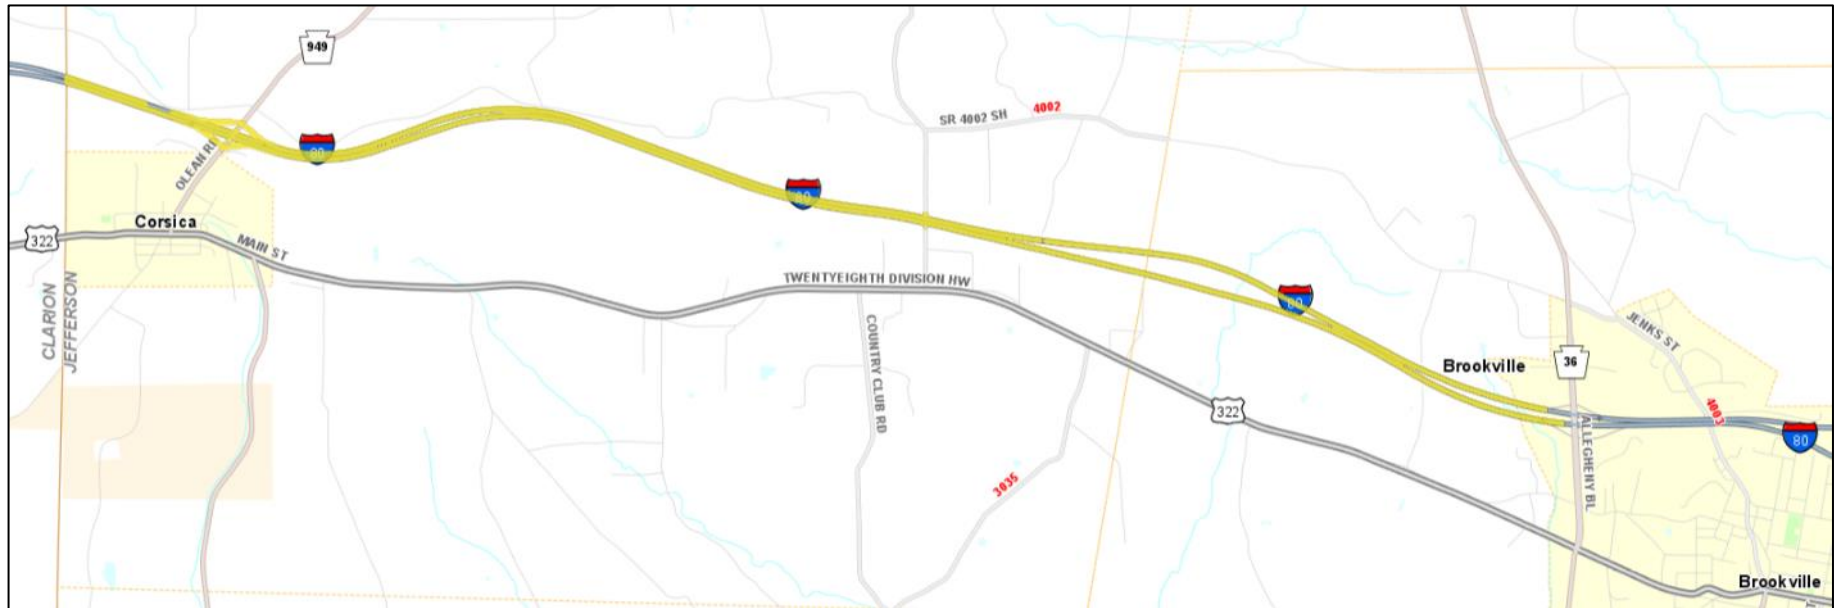 949
SR 4002 SH
4002
80
OLEAN R
80
Corsica
322
MAIN ST
TWENTYEIGHTH DIVISION HW
80
CLARION
JEFFERSON
COUNTRY CLUB RD
JENKS ST
Brookville
36
322
4003
80
ALLEGHENY BL
3035
Brookville